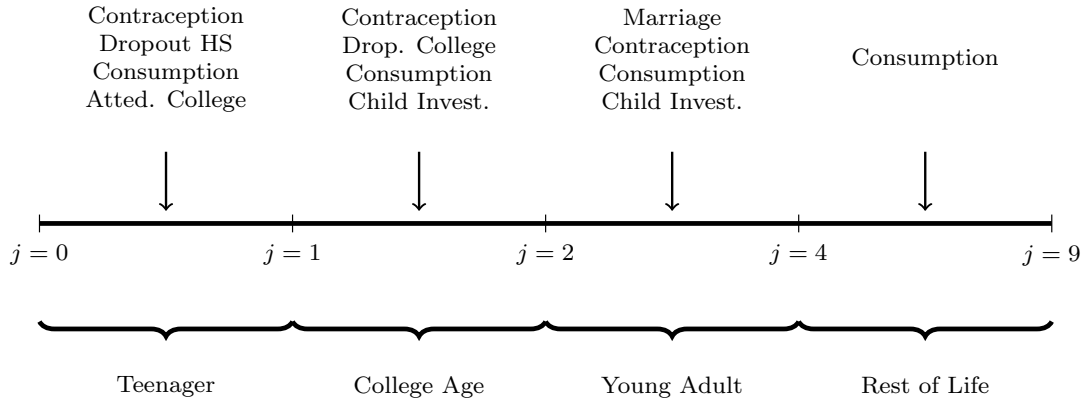 Contraception
Dropout HS
Consumption
Atted. College
Contraception
Drop. College
Consumption
Child Invest.
Marriage
Contraception
Consumption
Child Invest.
Consumption
j = 0
j = 1
j = 2
j = 4
j = 9
Teenager
College Age
Young Adult
Rest of Life